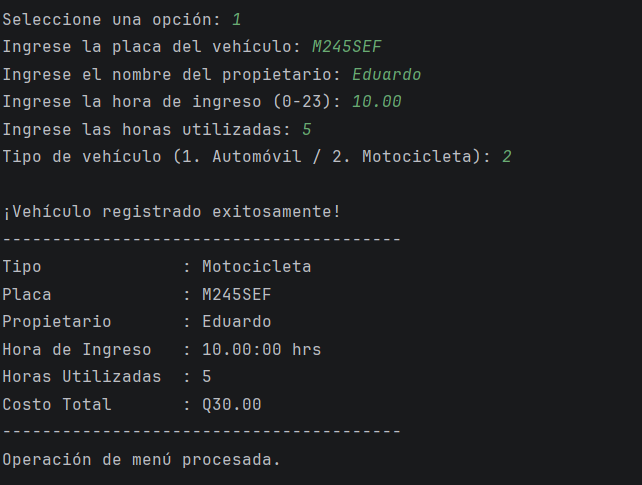 Seleccione una opción: 1
Ingrese la placa del vehículo: M245SEF
Ingrese el nombre del propietario: Eduardo
Ingrese la hora de ingreso (0-23): 10.00
Ingrese las horas utilizadas: 5
Tipo de vehículo (1. Automóvil / 2. Motocicleta): 2
¡Vehículo registrado exitosamente!
----------------------------------------
Tipo              : Motocicleta
Placa             : M245SEF
Propietario       : Eduardo
Hora de Ingreso   : 10.00:00 hrs
Horas Utilizadas  : 5
Costo Total       : Q30.00
----------------------------------------
Operación de menú procesada.